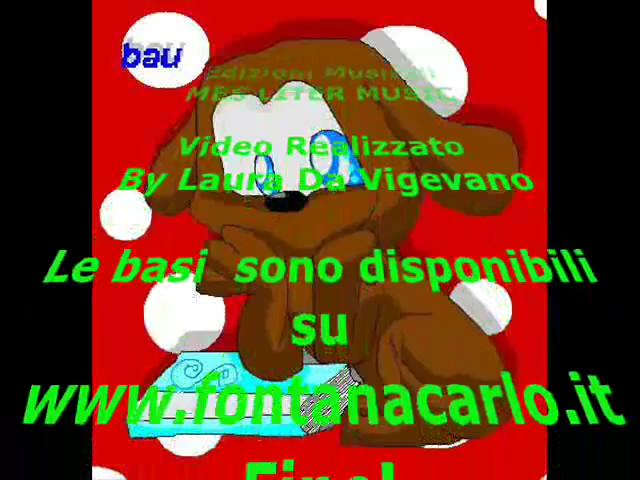 bau
Edizioni Musicali
MES LITER MUSIC
Video Realizzato
By Laura Da Vigevano
Le basi sono disponibili
su
www.fontanacarlo.it